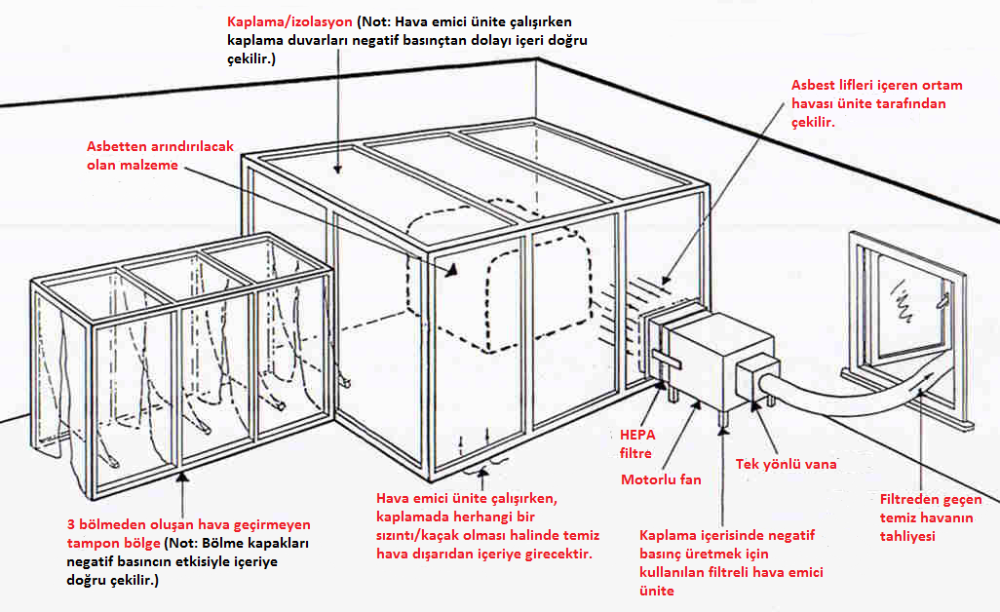 Kaplama/izolasyon (Not: Hava emici ünite çalışırken
kaplama duvarları negatif basınçtan dolayı içeri doğru
çekilir.)
Asbest lifleri içeren ortam
havası ünite tarafından
çekilir.
Asbetten arındırılacak
olan malzeme
HEPA
filtre
Motorlu fan
Tek yönlü vana
Filtreden geçen
temiz havanın
tahliyesi
Hava emici ünite çalışırken,
kaplamada herhangi bir
sızıntı/kaçak olması halinde temiz
hava dışarıdan içeriye girecektir.
3 bölmeden oluşan hava geçirmeyen
tampon bölge (Not: Bölme kapakları
negatif basıncın etkisiyle içeriye
doğru çekilir.)
Kaplama içerisinde negatif
basınç üretmek için
kullanılan filtreli hava emici
ünite